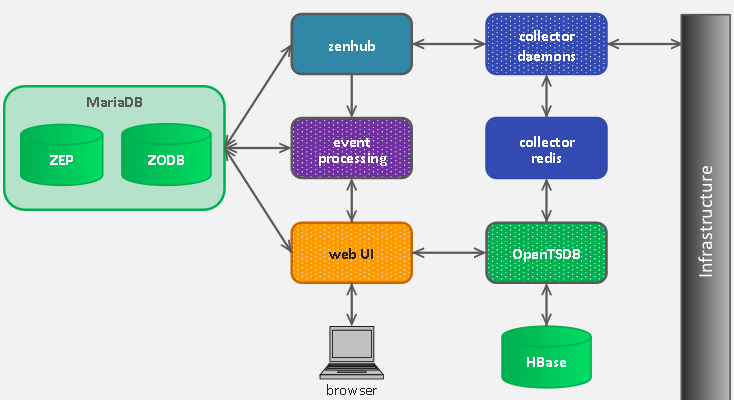 zenhub
collector
daemons
MariaDB
ZEP
ZODB
event
processing
collector
redis
web UI
OpenTSDB
HBase
browser
Infrastructure